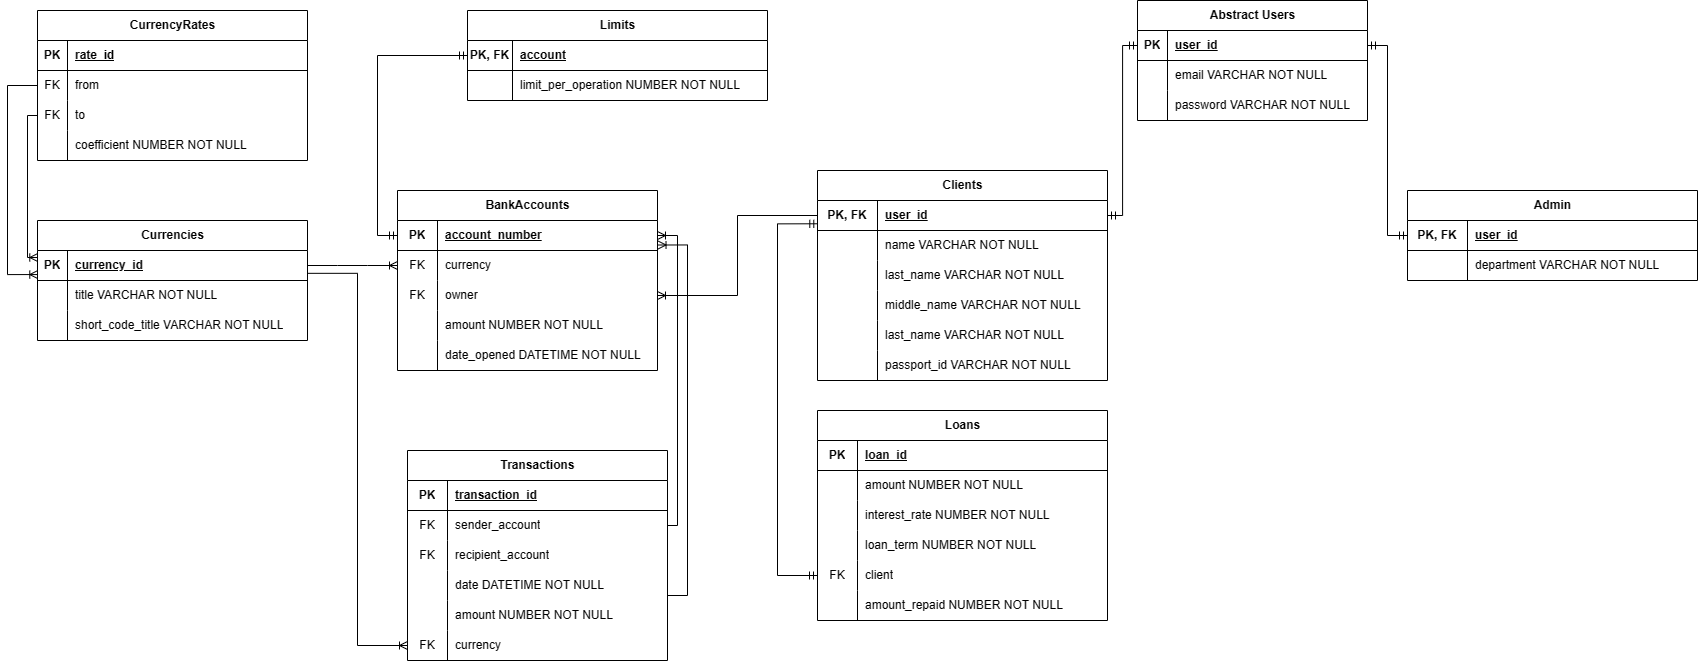 CurrencyRates
PK rate_id
FK from
FK to
coefficient NUMBER NOT NULL
Limits
PK, FK account
limit_per_operation NUMBER NOT NULL
Abstract Users
PK user_id
email VARCHAR NOT NULL
password VARCHAR NOT NULL
Currencies
PK currency_id
title VARCHAR NOT NULL
short_code_title VARCHAR NOT NULL
BankAccounts
PK account_number
FK currency
FK owner
amount NUMBER NOT NULL
date_opened DATETIME NOT NULL
Clients
PK, FK user_id
name VARCHAR NOT NULL
last_name VARCHAR NOT NULL
middle_name VARCHAR NOT NULL
last_name VARCHAR NOT NULL
passport_id VARCHAR NOT NULL
Admin
PK, FK user_id
department VARCHAR NOT NULL
Transactions
PK transaction_id
FK sender_account
FK recipient_account
date DATETIME NOT NULL
amount NUMBER NOT NULL
FK currency
Loans
PK loan_id
amount NUMBER NOT NULL
interest_rate NUMBER NOT NULL
loan_term NUMBER NOT NULL
FK client
amount_repaid NUMBER NOT NULL